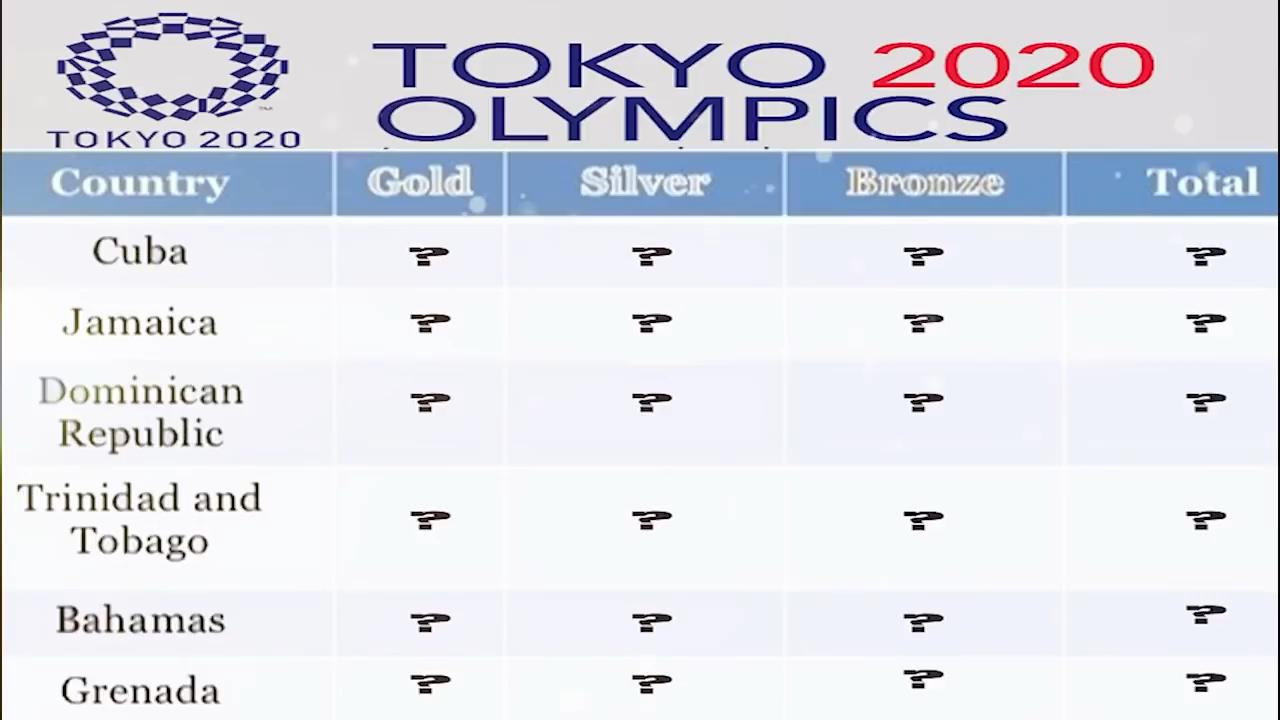 TOKYO 2020
TOKYO 2020
OLYMPICS
Country Gold Silver Bronze Total
Cuba ? ? ? ?
Jamaica ? ? ? ?
Dominican
Republic ? ? ? ?
Trinidad and
Tobago ? ? ? ?
Bahamas ? ? ? ?
Grenada ? ? ? ?